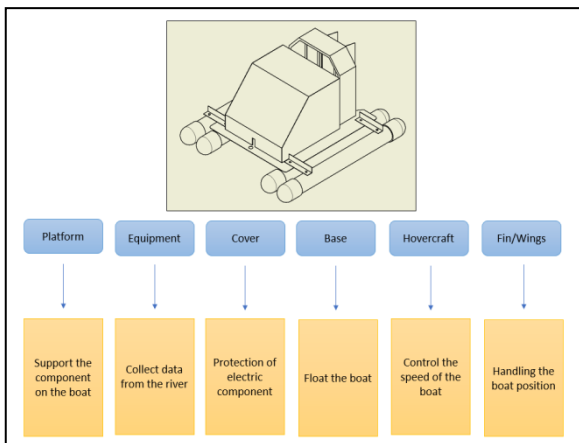 Platform
Equipment
Cover
Base
Hovercraft
Fin/Wings
Support the
component
on the boat
Collect data
from the river
Protection of
electric
component
Float the boat
Control the
speed of the
boat
Handling the
boat position